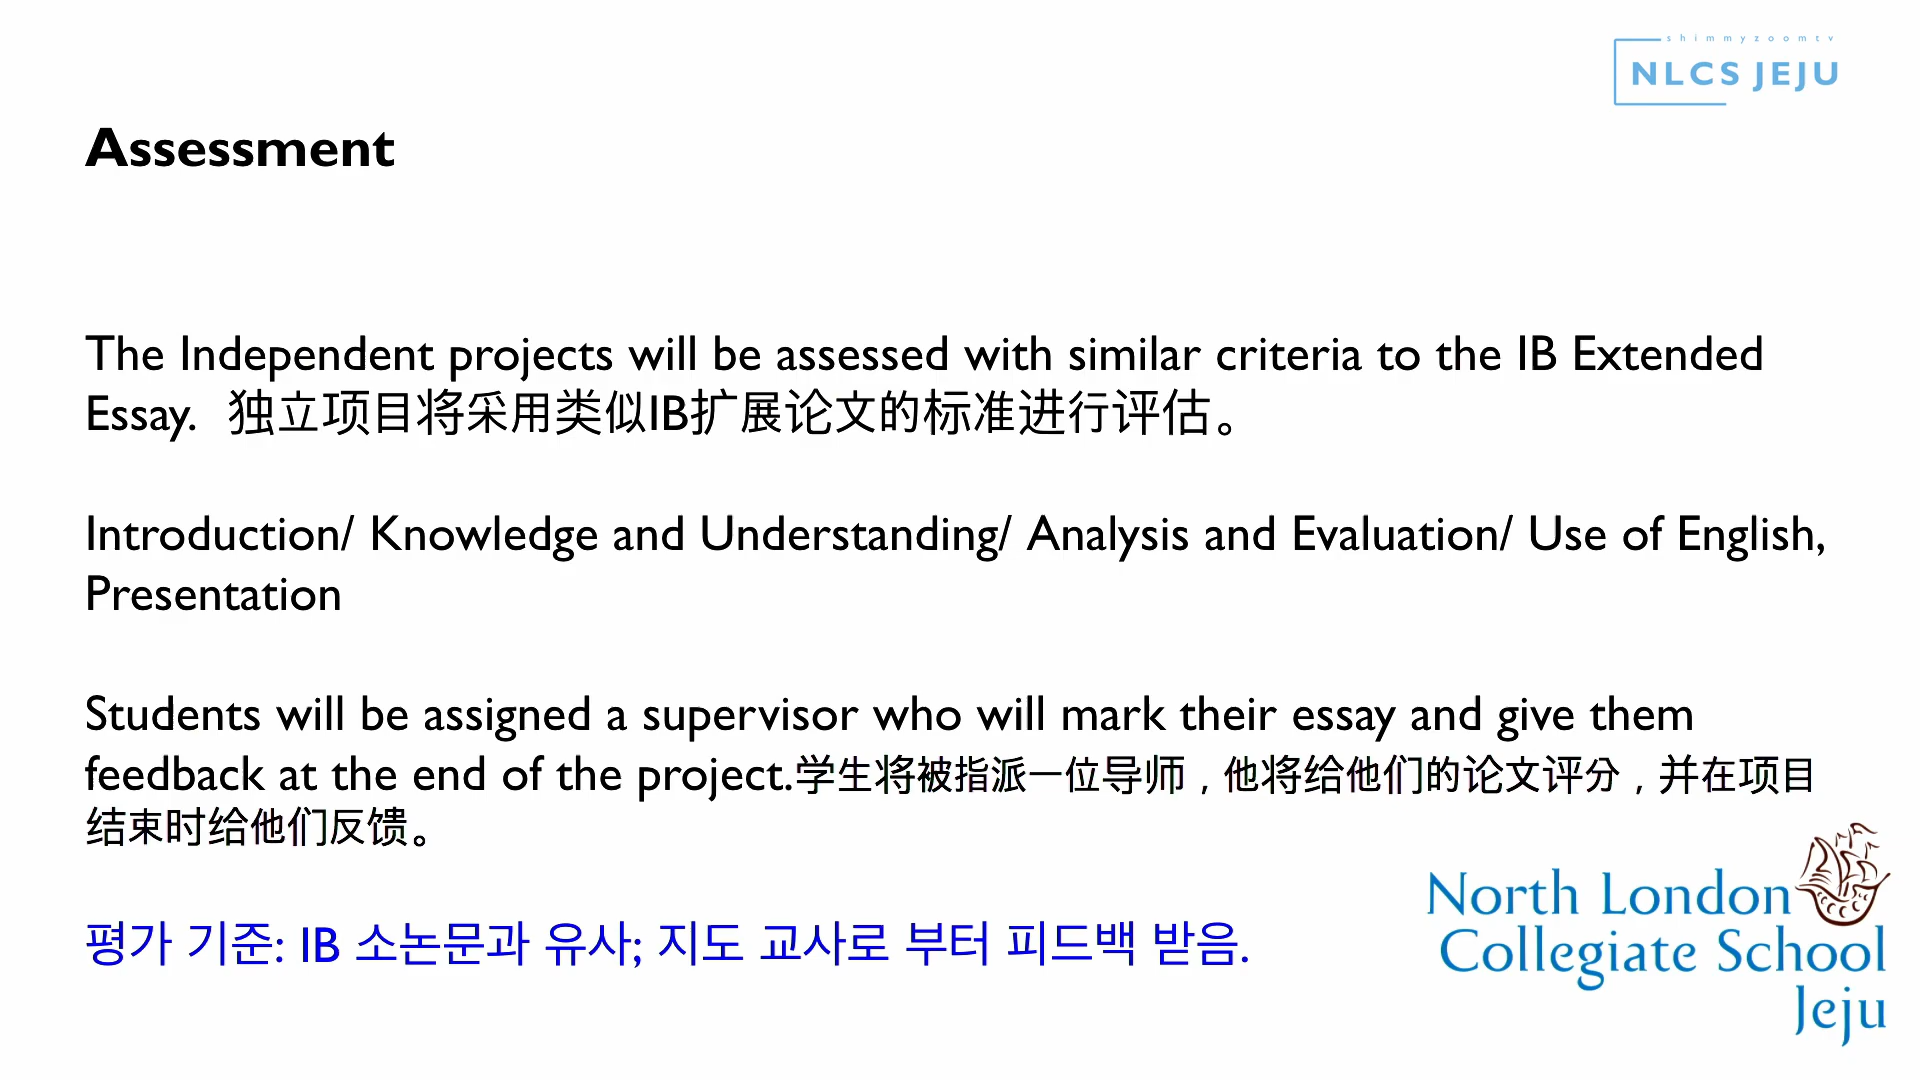 shimmyzoomtv
NLCS JEJU
Assessment
The Independent projects will be assessed with similar criteria to the IB Extended
Essay. 独立项目将采用类似IB扩展论文的标准进行评估。
Introduction/ Knowledge and Understanding/ Analysis and Evaluation/ Use of English,
Presentation
Students will be assigned a supervisor who will mark their essay and give them
feedback at the end of the project.学生将被指派一位导师，他将给他们的论文评分，并在项目
结束时给他们反馈。
평가 기준: IB 소논문과 유사; 지도 교사로 부터 피드백 받음.
North London
Collegiate School
Jeju